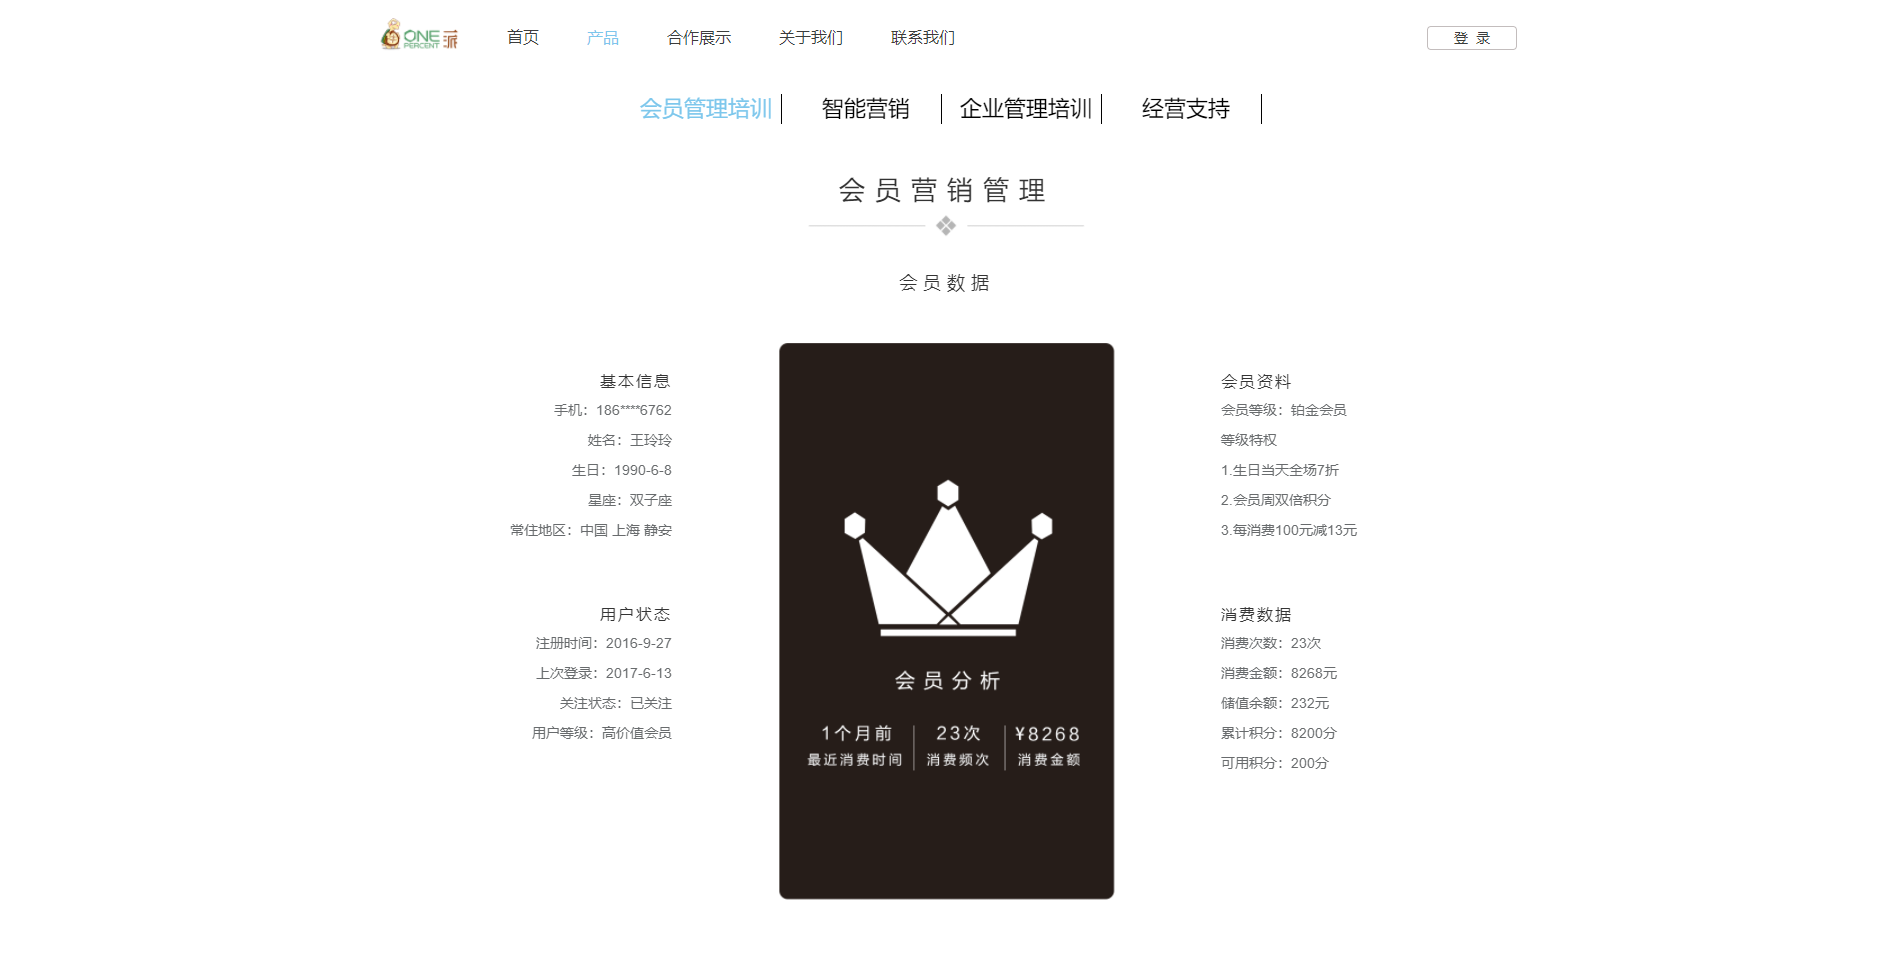 ONE PERCENT 一派
首页 产品 合作展示 关于我们 联系我们 登 录
会员管理培训 智能营销 企业管理培训 经营支持
会员营销管理
会员数据
基本信息
手机：186****6762
姓名：王玲玲
生日：1990-6-8
星座：双子座
常住地区：中国 上海 静安
用户状态
注册时间：2016-9-27
上次登录：2017-6-13
关注状态：已关注
用户等级：高价值会员
会员分析
1个月前 23次 ¥8268
最近消费时间 消费频次 消费金额
会员资料
会员等级：铂金会员
等级特权
1.生日当天全场7折
2.会员周双倍积分
3.每消费100元减13元
消费数据
消费次数：23次
消费金额：8268元
储值余额：232元
累计积分：8200分
可用积分：200分